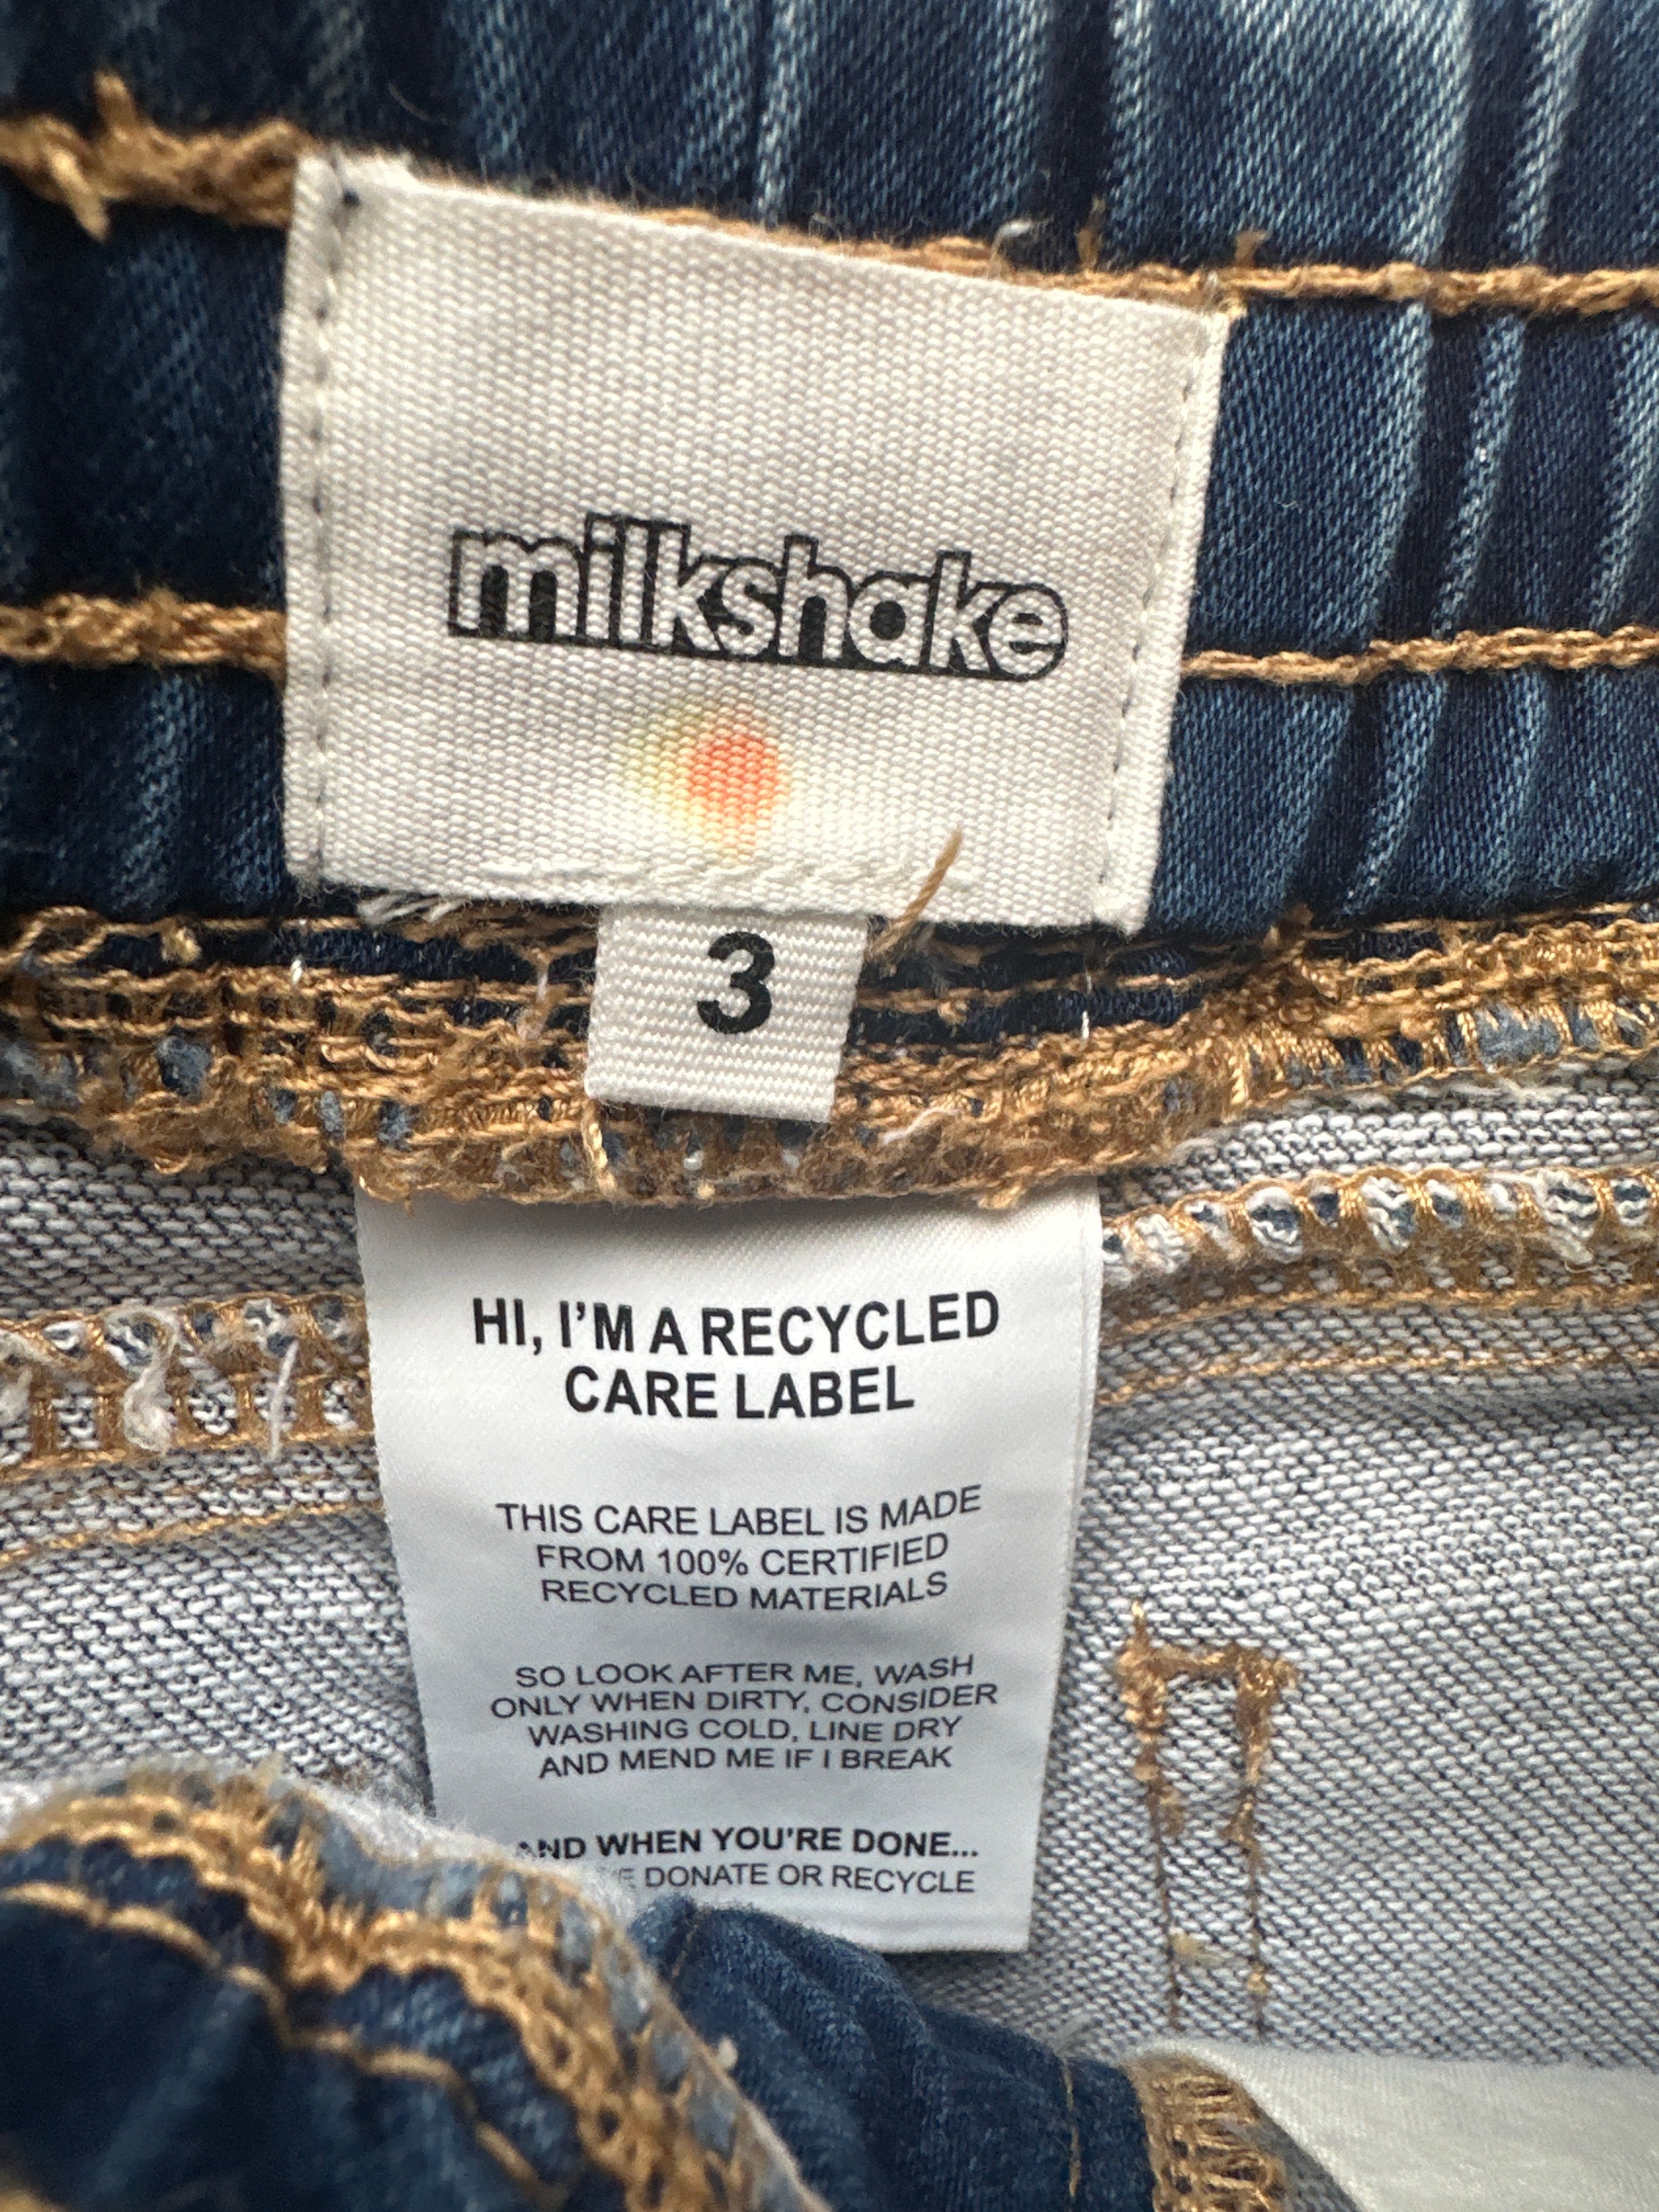 milkshake
3
HI, I'M A RECYCLED
CARE LABEL
THIS CARE LABEL IS MADE
FROM 100% CERTIFIED
RECYCLED MATERIALS
SO LOOK AFTER ME, WASH
ONLY WHEN DIRTY, CONSIDER
WASHING COLD, LINE DRY
AND MEND ME IF I BREAK
AND WHEN YOU'RE DONE...
DONATE OR RECYCLE